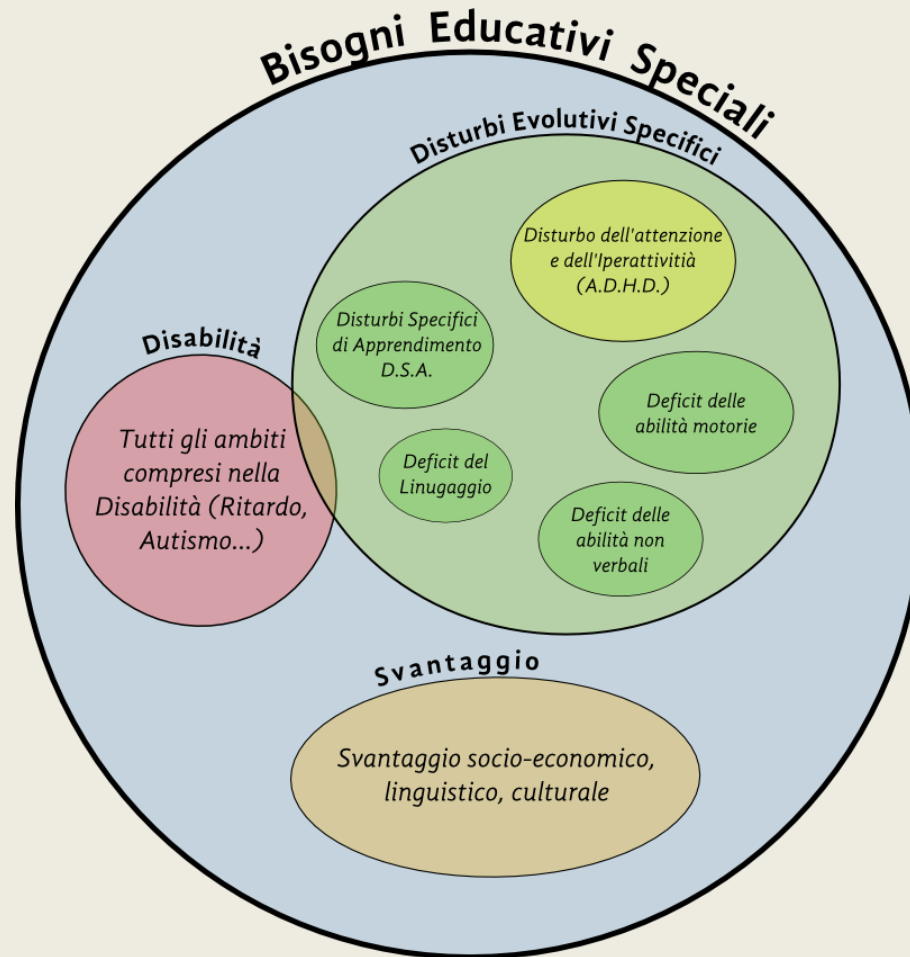 Bisogni Educativi Speciali
Disturbi Evolutivi Specifici
Disturbo dell'attenzione
e dell'Iperattivitià
(A.D.H.D.)
Disturbi Specifici
di Apprendimento
D.S.A.
Deficit delle
abilità motorie
Deficit del
Linugaggio
Deficit delle
abilità non
verbali
Disabilità
Tutti gli ambiti
compresi nella
Disabilità (Ritardo,
Autismo...)
Svantaggio
Svantaggio socio-economico,
linguistico, culturale